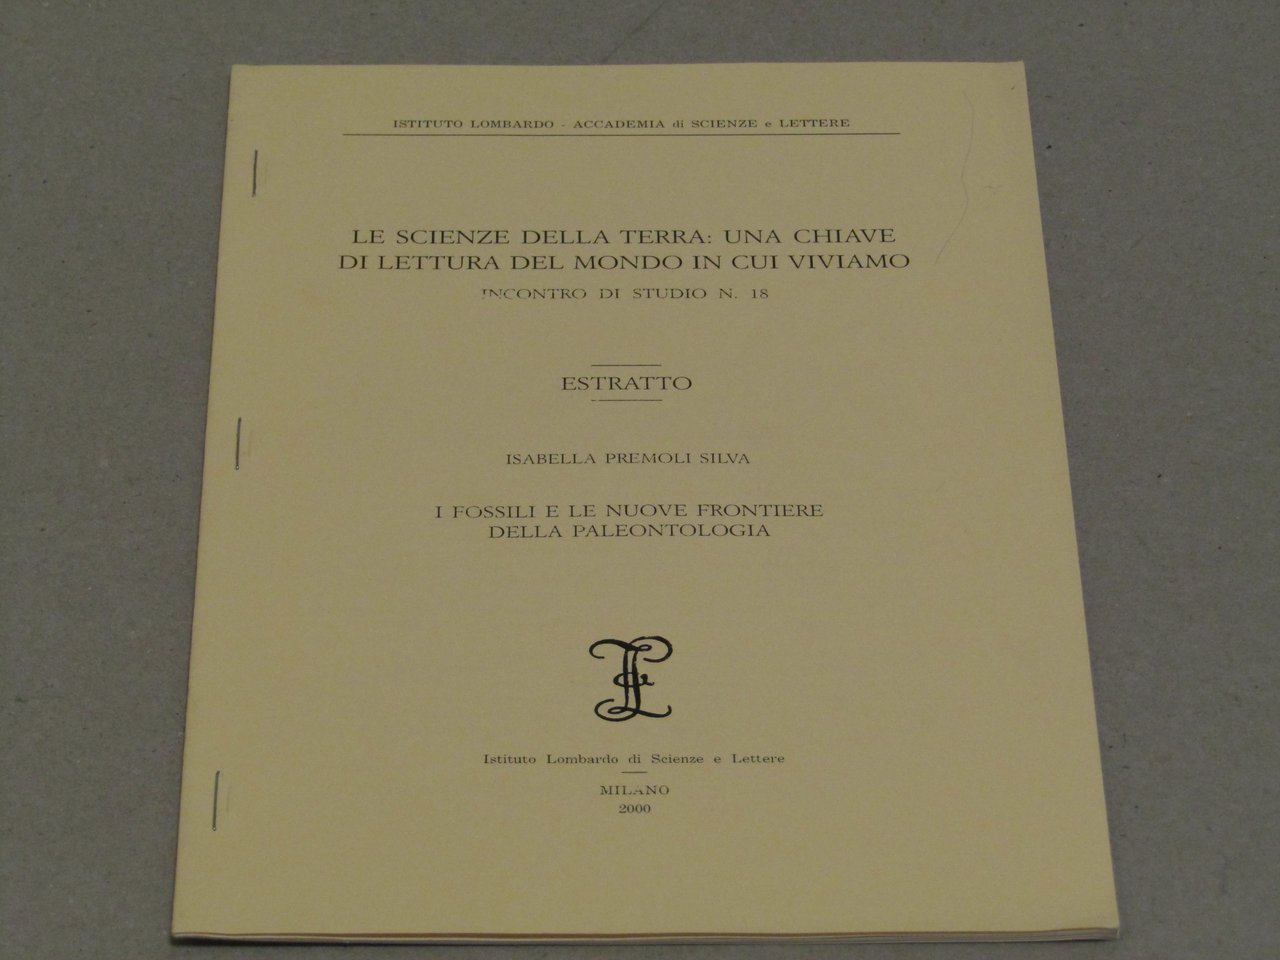 ISTITUTO LOMBARDO - ACCADEMIA di SCIENZE e LETTERE
LE SCIENZE DELLA TERRA: UNA CHIAVE
DI LETTURA DEL MONDO IN CUI VIVIAMO
INCONTRO DI STUDIO N. 18
ESTRATTO
ISABELLA PREMOLI SILVA
I FOSSILI E LE NUOVE FRONTIERE
DELLA PALEONTOLOGIA
Istituto Lombardo di Scienze e Lettere
MILANO
2000